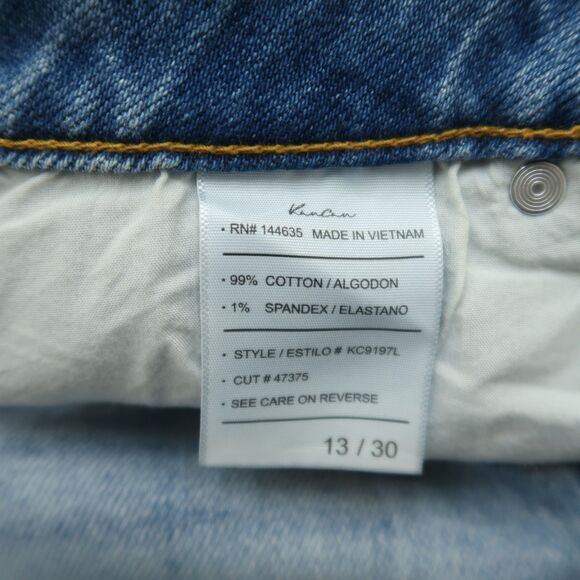 KanCan
· RN# 144635 MADE IN VIETNAM
· 99% COTTON / ALGODON
· 1% SPANDEX / ELASTANO
· STYLE / ESTILO # KC9197L
· CUT # 47375
· SEE CARE ON REVERSE
13 / 30